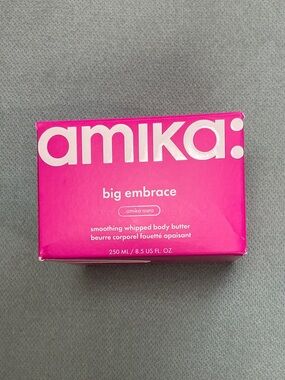 amika:
big embrace
amika aura
smoothing whipped body butter
beurre corporel fouetté apaisant
250 ML / 8.5 US FL. OZ.